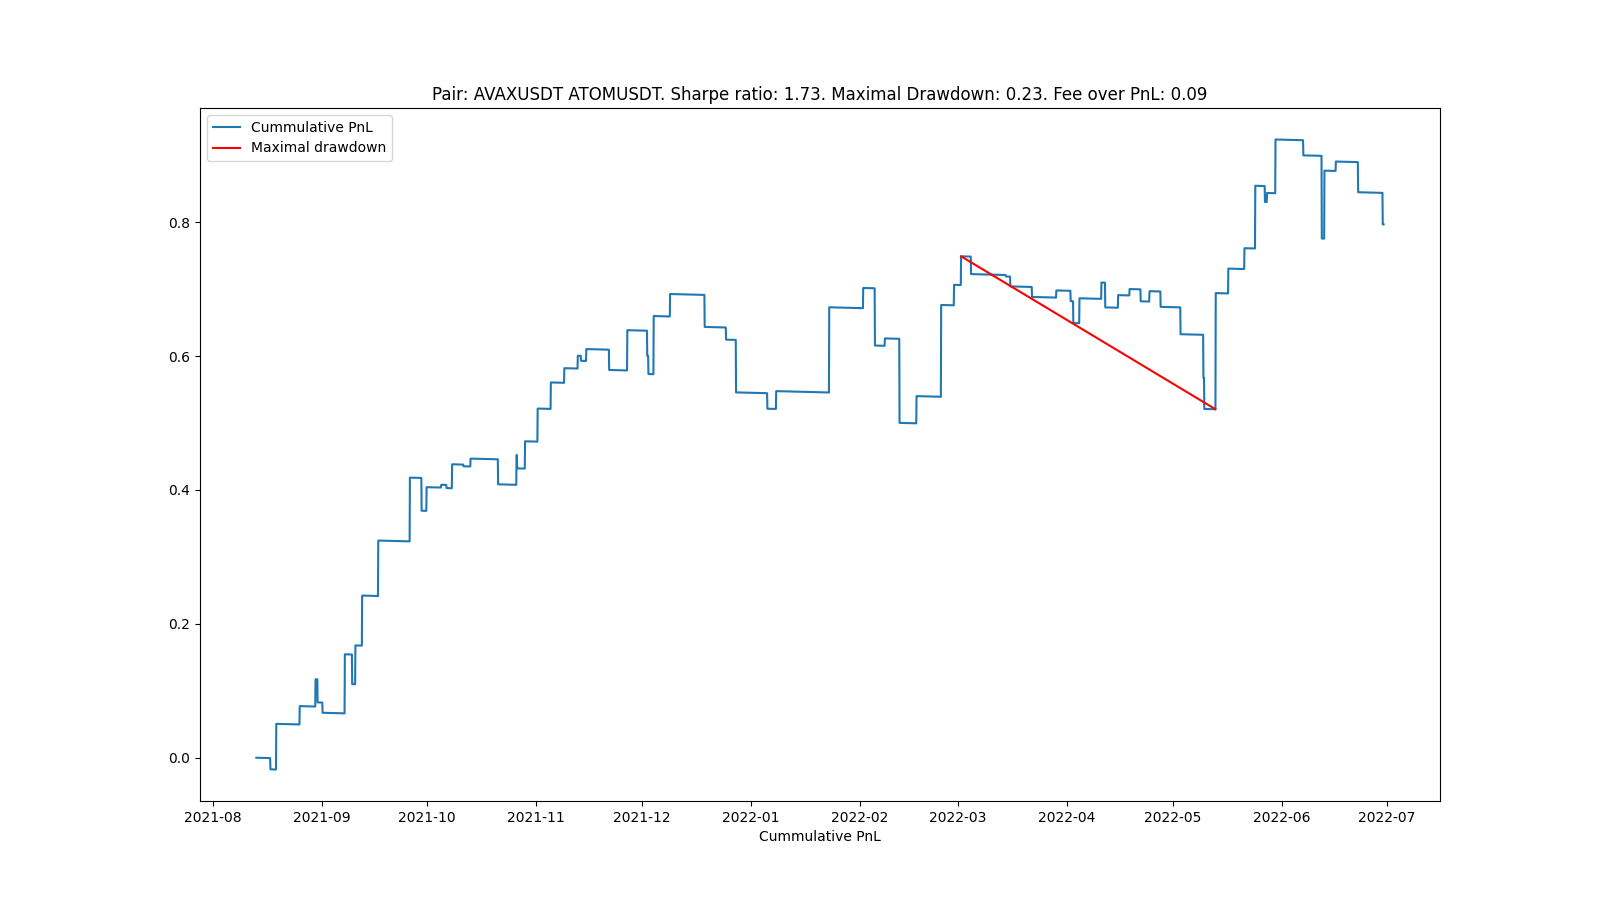 Pair: AVAXUSDT ATOMUSDT. Sharpe ratio: 1.73. Maximal Drawdown: 0.23. Fee over PnL: 0.09
Cummulative PnL
Maximal drawdown
0.8
0.6
0.4
0.2
0.0
2021-08 2021-09 2021-10 2021-11 2021-12 2022-01 2022-02 2022-03 2022-04 2022-05 2022-06 2022-07
Cummulative PnL